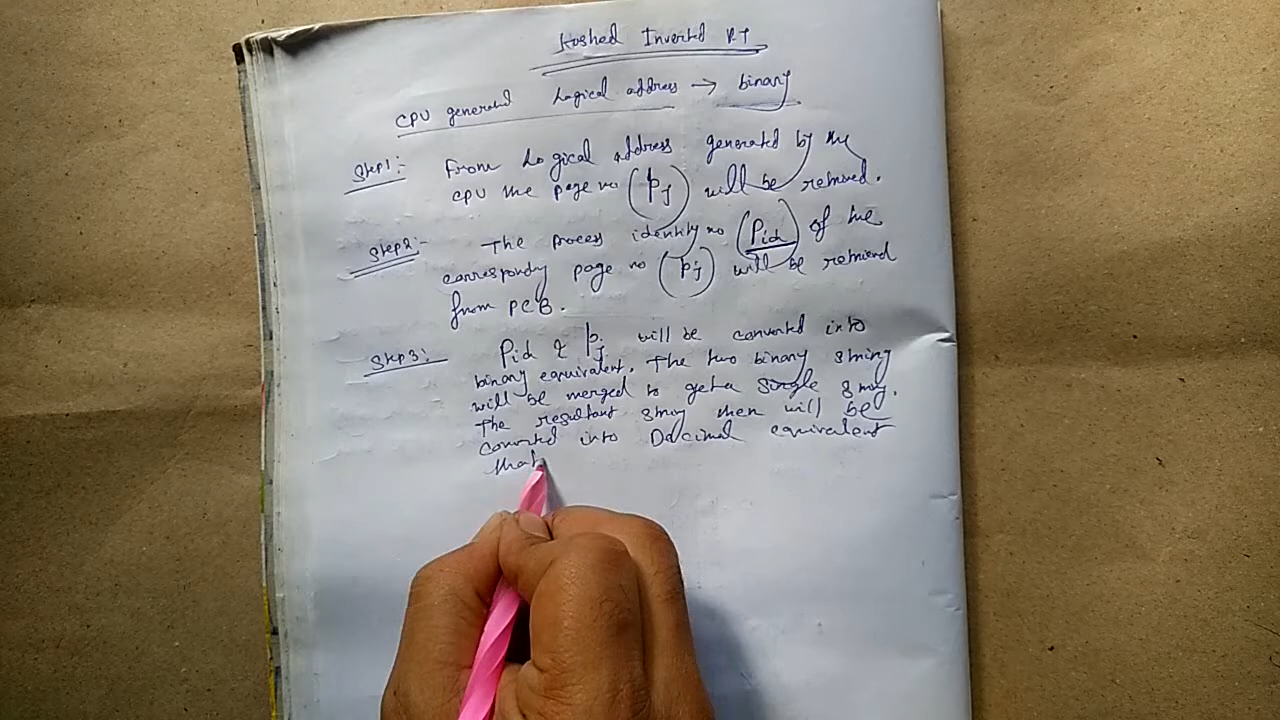 Hashed Inverted P.T
CPU generated Logical address → binary
Step1:- From Logical address generated by the
CPU the page no (Pj) will be retrieved.
Step2:- The process identity no (Pid) of the
corresponding page no (Pj) will be retrieved
from PCB.
Step3:- Pid & Pj will be converted into
binary equivalent. The two binary string
will be merged to get a single string.
The resultant string then will be
converted into Decimal equivalent
that